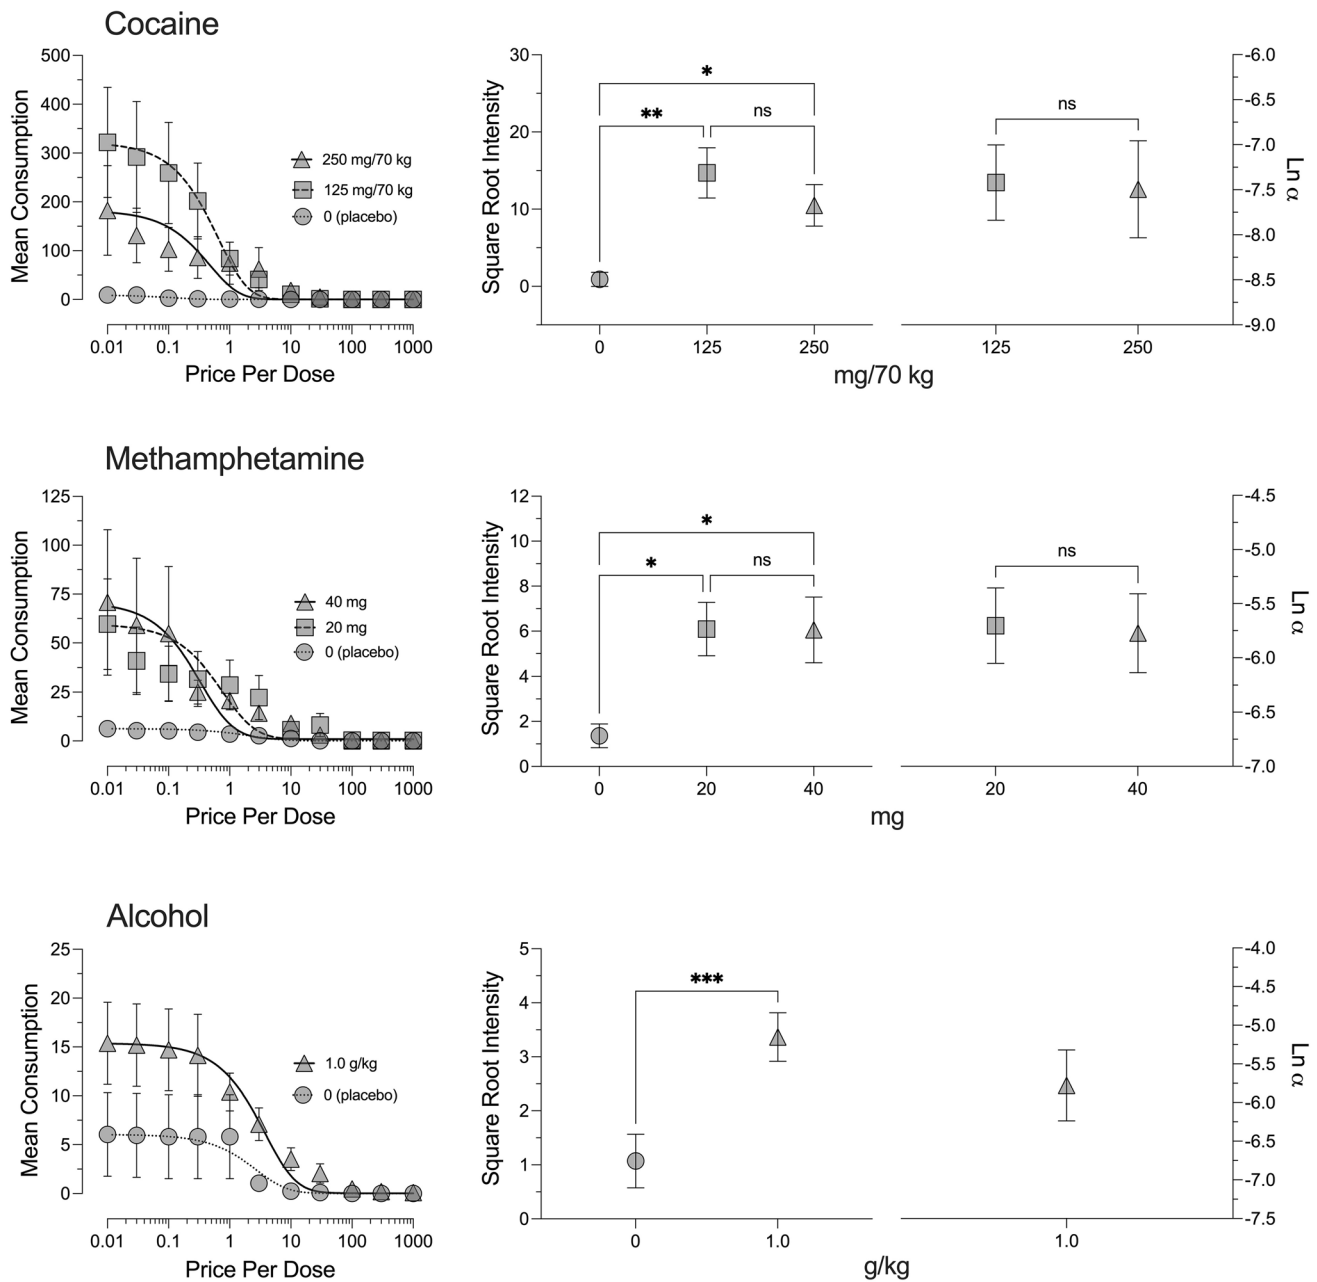 Cocaine
500
400
300
200
100
0
Mean Consumption
250 mg/70 kg
125 mg/70 kg
0 (placebo)
0.01 0.1 1 10 100 1000
Price Per Dose
30
20
10
0
Square Root Intensity
*
** ns
0 125 250
ns
125 250
mg/70 kg
-6.0
-6.5
-7.0
-7.5
-8.0
-8.5
-9.0
Ln α
Methamphetamine
125
100
75
50
25
0
Mean Consumption
40 mg
20 mg
0 (placebo)
0.01 0.1 1 10 100 1000
Price Per Dose
12
10
8
6
4
2
0
Square Root Intensity
*
* ns
0 20 40
ns
20 40
mg
-4.5
-5.0
-5.5
-6.0
-6.5
-7.0
Ln α
Alcohol
25
20
15
10
5
0
Mean Consumption
1.0 g/kg
0 (placebo)
0.01 0.1 1 10 100 1000
Price Per Dose
5
4
3
2
1
0
Square Root Intensity
***
0 1.0
1.0
g/kg
-4.0
-4.5
-5.0
-5.5
-6.0
-6.5
-7.0
-7.5
Ln α